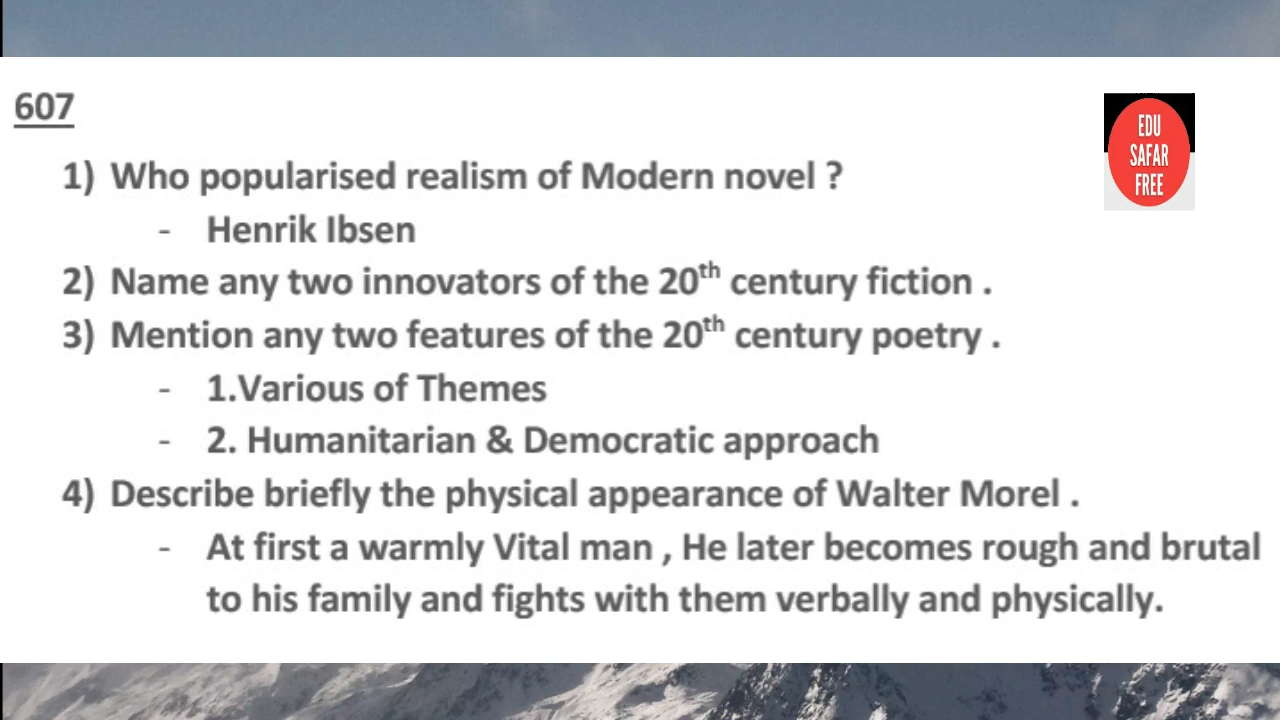 607
EDU
SAFAR
FREE
1) Who popularised realism of Modern novel ?
- Henrik Ibsen
2) Name any two innovators of the 20th century fiction .
3) Mention any two features of the 20th century poetry .
- 1.Various of Themes
- 2. Humanitarian & Democratic approach
4) Describe briefly the physical appearance of Walter Morel .
- At first a warmly Vital man , He later becomes rough and brutal
to his family and fights with them verbally and physically.